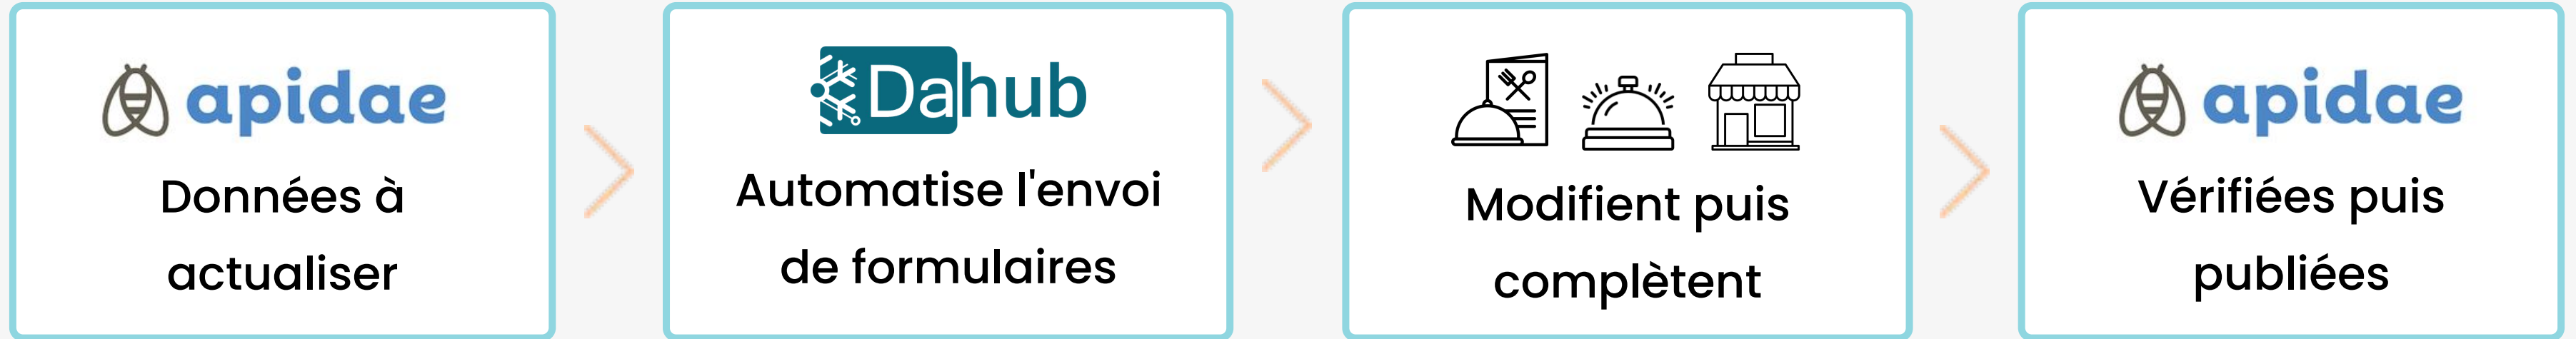 apidae
Données à
actualiser
Dahub
Automatise l'envoi
de formulaires
Modifient puis
complètent
apidae
Vérifiées puis
publiées